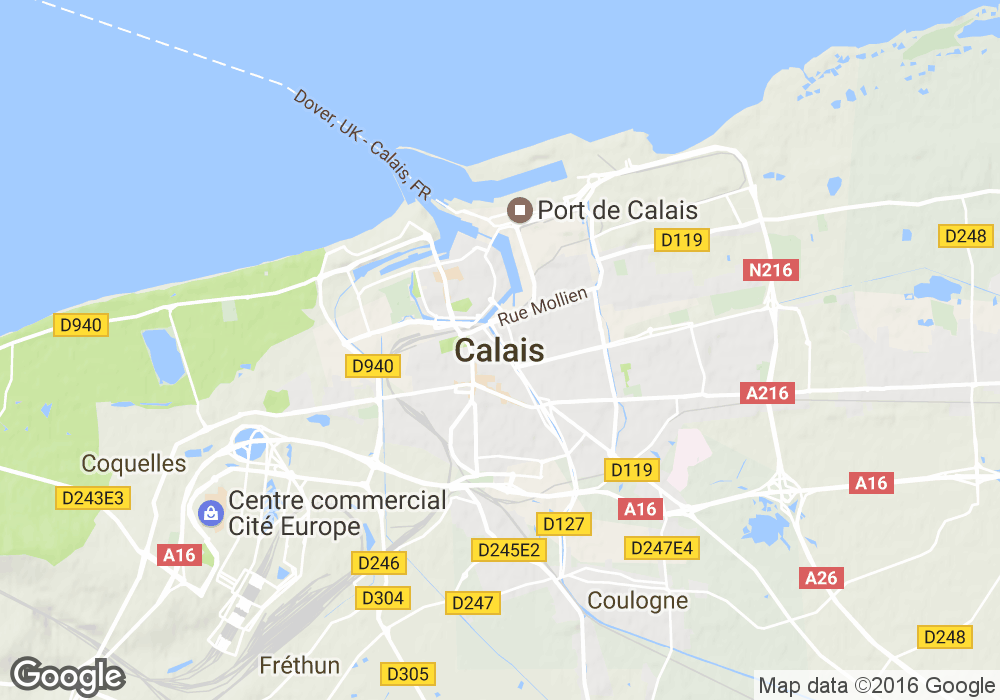 Dover, UK - Calais, FR
Port de Calais
D119
D248
N216
Rue Mollien
D940
Calais
D940
A216
Coquelles
D119
A16
D243E3
Centre commercial
Cité Europe
A16
D127
A16
D245E2
D247E4
D246
A26
D304
D247
Coulogne
D248
Fréthun
D305
Google
Map data ©2016 Google